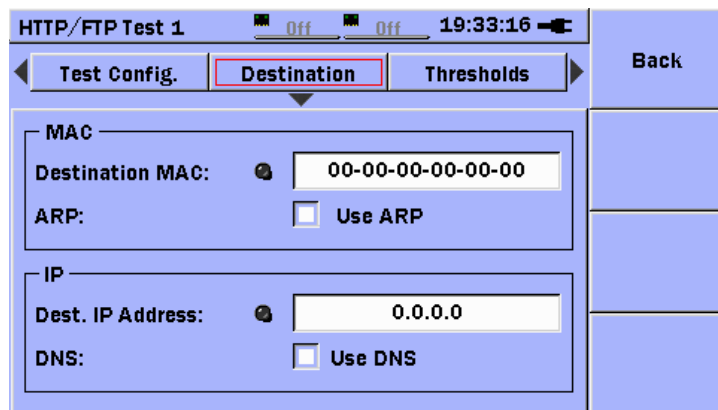 HTTP/FTP Test 1 Off Off 19:33:16
Back
Test Config. Destination Thresholds
MAC
Destination MAC: 00-00-00-00-00-00
ARP: Use ARP
IP
Dest. IP Address: 0.0.0.0
DNS: Use DNS